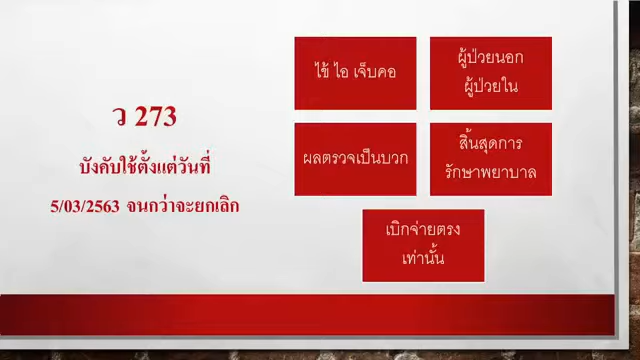 ว 273
บังคับใช้ตั้งแต่วันที่
5/03/2563 จนกว่าจะยกเลิก
ไข้ ไอ เจ็บคอ
ผู้ป่วยนอก
ผู้ป่วยใน
ผลตรวจเป็นบวก
สิ้นสุดการ
รักษาพยาบาล
เบิกจ่ายตรง
เท่านั้น